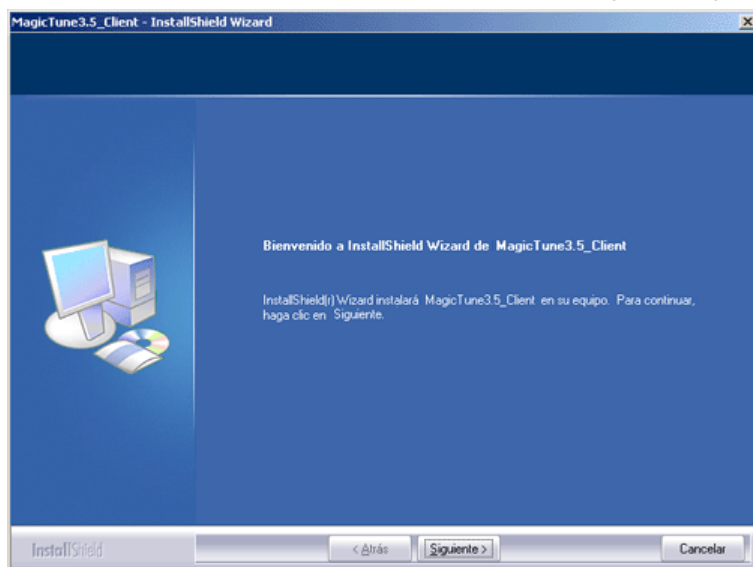 MagicTune3.5_Client - InstallShield Wizard
Bienvenido a InstallShield Wizard de MagicTune3.5_Client
InstallShield(r) Wizard instalará MagicTune3.5_Client en su equipo. Para continuar,
haga clic en Siguiente.
InstallShield
< Atrás
Siguiente >
Cancelar